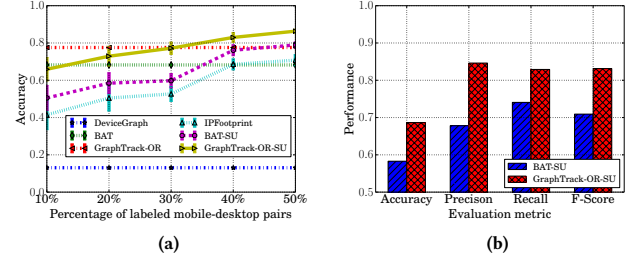 1.0
0.8
0.6
0.4
0.2
0.0
Accuracy
DeviceGraph
BAT
GraphTrack-OR
IPFootprint
BAT-SU
GraphTrack-OR-SU
10% 20% 30% 40% 50%
Percentage of labeled mobile-desktop pairs
(a)
1.0
0.9
0.8
0.7
0.6
0.5
Performance
BAT-SU
GraphTrack-OR-SU
Accuracy Precison Recall F-Score
Evaluation metric
(b)